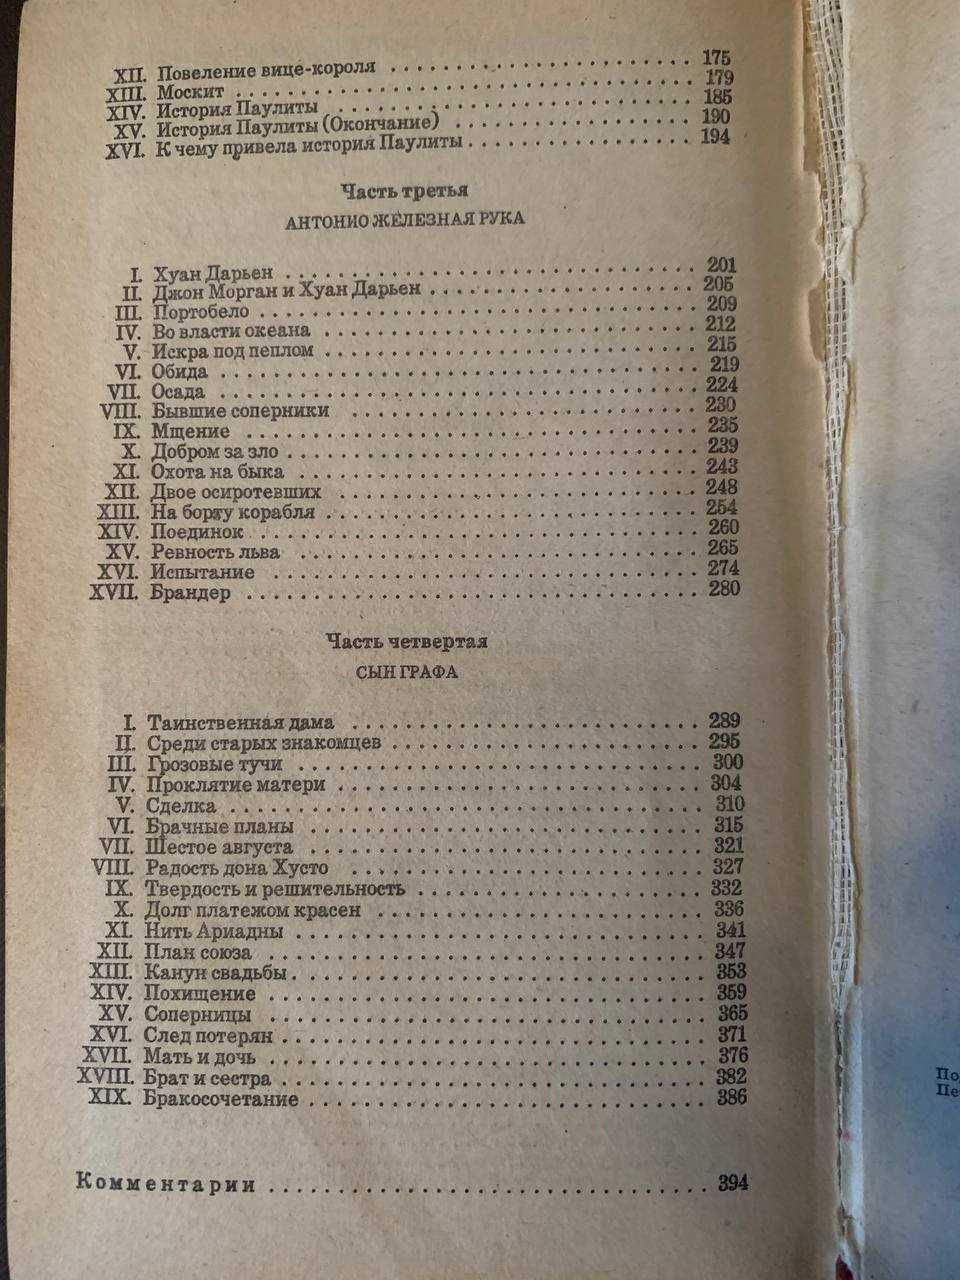 XII. Повеление вице-короля . . . . . . . . . . . . . . . . . . . . 175
XIII. Москит . . . . . . . . . . . . . . . . . . . . . . . . . . . . . 179
XIV. История Паулиты . . . . . . . . . . . . . . . . . . . . . . . 185
XV. История Паулиты (Окончание) . . . . . . . . . . . . . . . 190
XVI. К чему привела история Паулиты . . . . . . . . . . . . . . 194
Часть третья
АНТОНИО ЖЕЛЕЗНАЯ РУКА
I. Хуан Дарьен . . . . . . . . . . . . . . . . . . . . . . . . . . 201
II. Джон Морган и Хуан Дарьен . . . . . . . . . . . . . . . . 205
III. Портобело . . . . . . . . . . . . . . . . . . . . . . . . . . . 209
IV. Во власти океана . . . . . . . . . . . . . . . . . . . . . . . 212
V. Искра под пеплом . . . . . . . . . . . . . . . . . . . . . . . 215
VI. Обида . . . . . . . . . . . . . . . . . . . . . . . . . . . . . . 219
VII. Осада . . . . . . . . . . . . . . . . . . . . . . . . . . . . . . 224
VIII. Бывшие соперники . . . . . . . . . . . . . . . . . . . . . . 230
IX. Мщение . . . . . . . . . . . . . . . . . . . . . . . . . . . . . 235
X. Добром за зло . . . . . . . . . . . . . . . . . . . . . . . . . 239
XI. Охота на быка . . . . . . . . . . . . . . . . . . . . . . . . . 243
XII. Двое осиротевших . . . . . . . . . . . . . . . . . . . . . . 248
XIII. На борту корабля . . . . . . . . . . . . . . . . . . . . . . . 254
XIV. Поединок . . . . . . . . . . . . . . . . . . . . . . . . . . . . 260
XV. Ревность льва . . . . . . . . . . . . . . . . . . . . . . . . . 265
XVI. Испытание . . . . . . . . . . . . . . . . . . . . . . . . . . . 274
XVII. Брандер . . . . . . . . . . . . . . . . . . . . . . . . . . . . . 280
Часть четвертая
СЫН ГРАФА
I. Таинственная дама . . . . . . . . . . . . . . . . . . . . . . 289
II. Среди старых знакомцев . . . . . . . . . . . . . . . . . . . 295
III. Грозовые тучи . . . . . . . . . . . . . . . . . . . . . . . . . 300
IV. Проклятие матери . . . . . . . . . . . . . . . . . . . . . . 304
V. Сделка . . . . . . . . . . . . . . . . . . . . . . . . . . . . . . 310
VI. Брачные планы . . . . . . . . . . . . . . . . . . . . . . . . 315
VII. Шестое августа . . . . . . . . . . . . . . . . . . . . . . . . 321
VIII. Радость дона Хусто . . . . . . . . . . . . . . . . . . . . . . 327
IX. Твердость и решительность . . . . . . . . . . . . . . . . . 332
X. Долг платежом красен . . . . . . . . . . . . . . . . . . . . 336
XI. Нить Ариадны . . . . . . . . . . . . . . . . . . . . . . . . . 341
XII. План союза . . . . . . . . . . . . . . . . . . . . . . . . . . . 347
XIII. Канун свадьбы . . . . . . . . . . . . . . . . . . . . . . . . . 353
XIV. Похищение . . . . . . . . . . . . . . . . . . . . . . . . . . . 359
XV. Соперницы . . . . . . . . . . . . . . . . . . . . . . . . . . . 365
XVI. След потерян . . . . . . . . . . . . . . . . . . . . . . . . . . 371
XVII. Мать и дочь . . . . . . . . . . . . . . . . . . . . . . . . . . . 376
XVIII. Брат и сестра . . . . . . . . . . . . . . . . . . . . . . . . . . 382
XIX. Бракосочетание . . . . . . . . . . . . . . . . . . . . . . . . 386
Комментарии . . . . . . . . . . . . . . . . . . . . . . . . . . . . 394